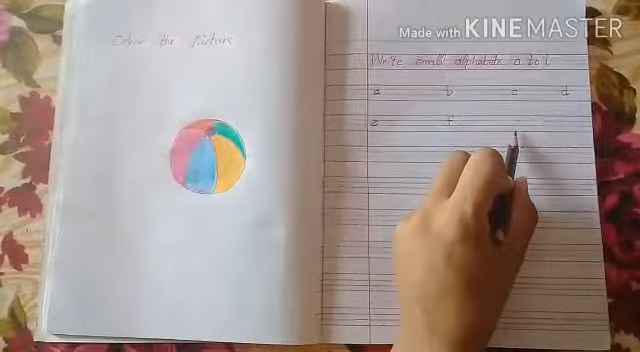 Made with KINEMASTER
Colour the picture
Write small alphabets a to l
a b c d
e f